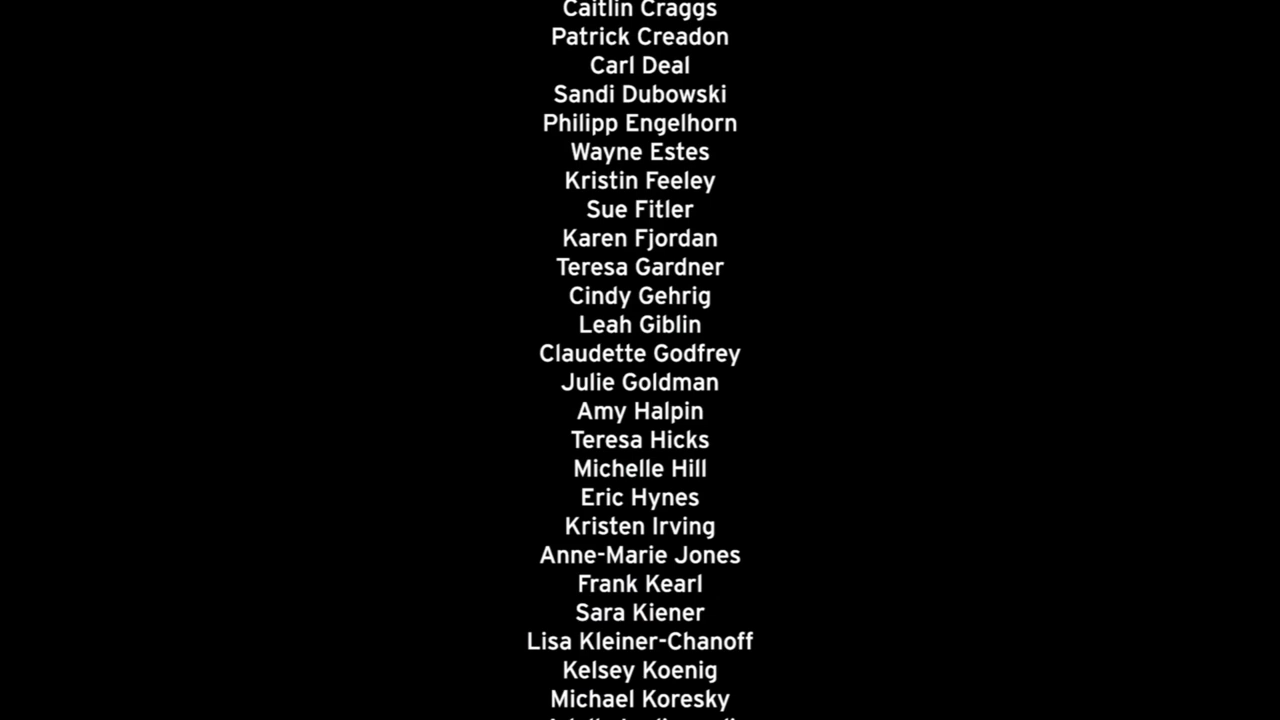 Caitlin Craggs
Patrick Creadon
Carl Deal
Sandi Dubowski
Philipp Engelhorn
Wayne Estes
Kristin Feeley
Sue Fitler
Karen Fjordan
Teresa Gardner
Cindy Gehrig
Leah Giblin
Claudette Godfrey
Julie Goldman
Amy Halpin
Teresa Hicks
Michelle Hill
Eric Hynes
Kristen Irving
Anne-Marie Jones
Frank Kearl
Sara Kiener
Lisa Kleiner-Chanoff
Kelsey Koenig
Michael Koresky